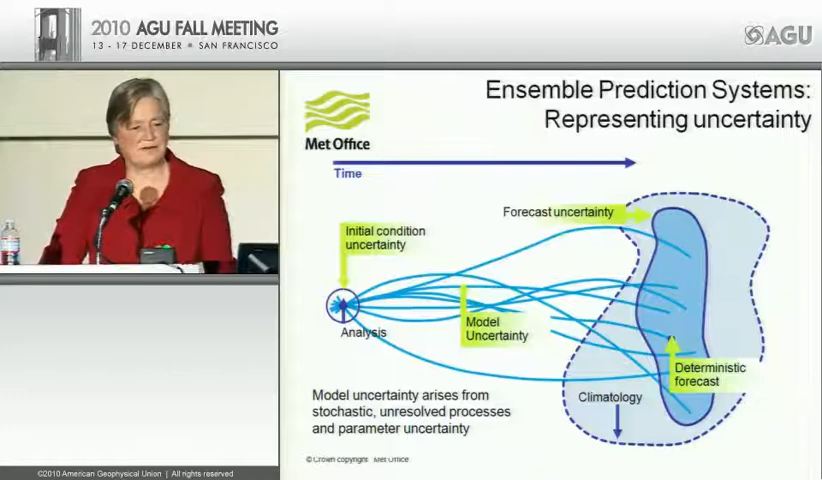 2010 AGU FALL MEETING
13 - 17 DECEMBER • SAN FRANCISCO
AGU
Ensemble Prediction Systems:
Representing uncertainty
Met Office
Time
Forecast uncertainty
Initial condition
uncertainty
Analysis
Model
Uncertainty
Deterministic
forecast
Climatology
Model uncertainty arises from
stochastic, unresolved processes
and parameter uncertainty
© Crown copyright Met Office
©2010 American Geophysical Union | All rights reserved